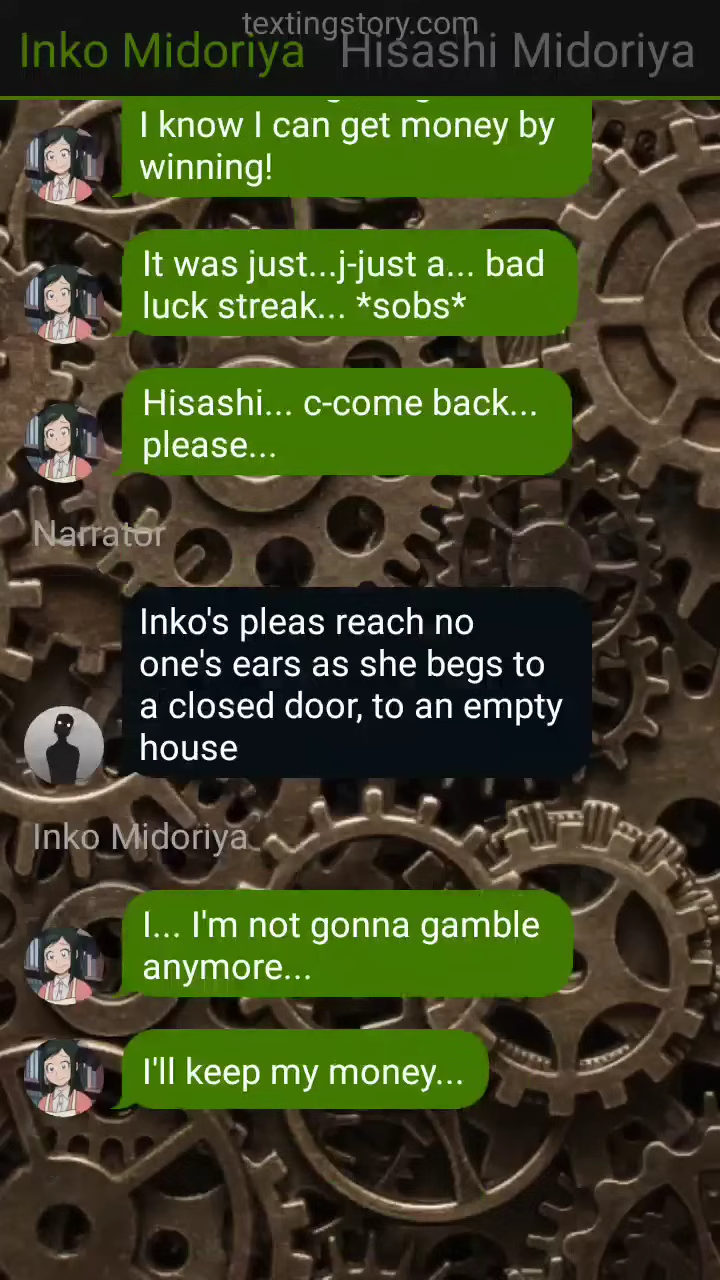 textingstory.com
Inko Midoriya Hisashi Midoriya
I know I can get money by
winning!
It was just...j-just a... bad
luck streak... *sobs*
Hisashi... c-come back...
please...
Narrator
Inko's pleas reach no
one's ears as she begs to
a closed door, to an empty
house
Inko Midoriya
I... I'm not gonna gamble
anymore...
I'll keep my money...